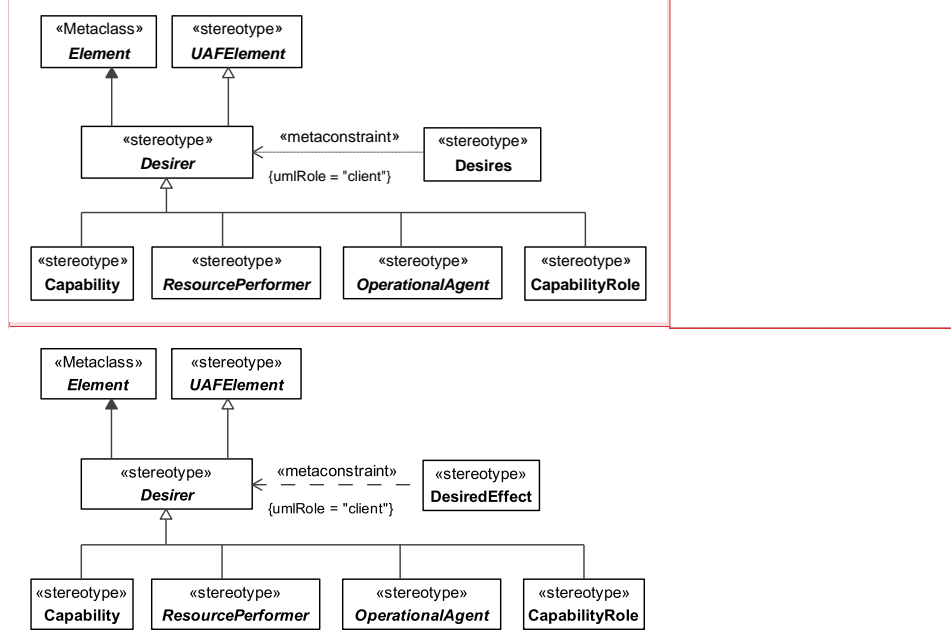 «Metaclass» «stereotype»
Element UAFElement
«stereotype» «metaconstraint» «stereotype»
Desirer Desires
{umlRole = "client"}
«stereotype» «stereotype» «stereotype» «stereotype»
Capability ResourcePerformer OperationalAgent CapabilityRole
«Metaclass» «stereotype»
Element UAFElement
«stereotype» «metaconstraint» «stereotype»
Desirer DesiredEffect
{umlRole = "client"}
«stereotype» «stereotype» «stereotype» «stereotype»
Capability ResourcePerformer OperationalAgent CapabilityRole